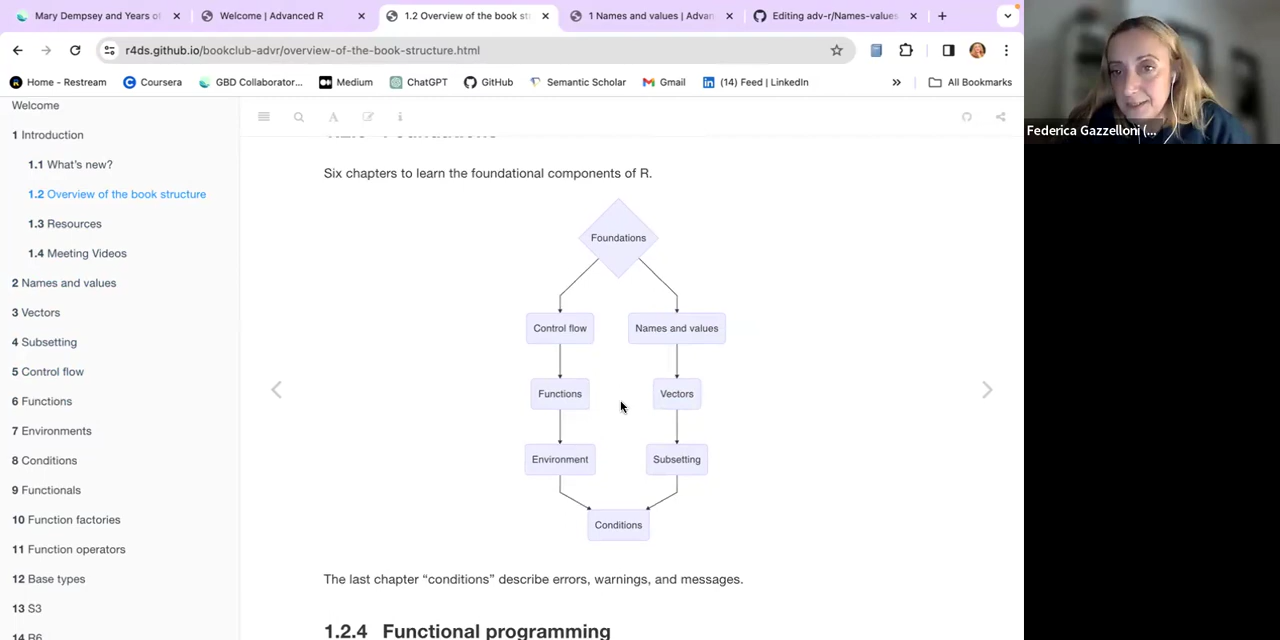 Mary Dempsey and Years of
Welcome | Advanced R
1.2 Overview of the book str
1 Names and values | Advan
Editing adv-r/Names-values
r4ds.github.io/bookclub-advr/overview-of-the-book-structure.html
Home - Restream
Coursera
GBD Collaborator...
Medium
ChatGPT
GitHub
Semantic Scholar
Gmail
(14) Feed | LinkedIn
All Bookmarks
Federica Gazzelloni (...
Welcome
1 Introduction
1.1 What's new?
1.2 Overview of the book structure
1.3 Resources
1.4 Meeting Videos
2 Names and values
3 Vectors
4 Subsetting
5 Control flow
6 Functions
7 Environments
8 Conditions
9 Functionals
10 Function factories
11 Function operators
12 Base types
13 S3
14 R6
Six chapters to learn the foundational components of R.
Foundations
Control flow
Names and values
Functions
Vectors
Environment
Subsetting
Conditions
The last chapter “conditions” describe errors, warnings, and messages.
1.2.4 Functional programming